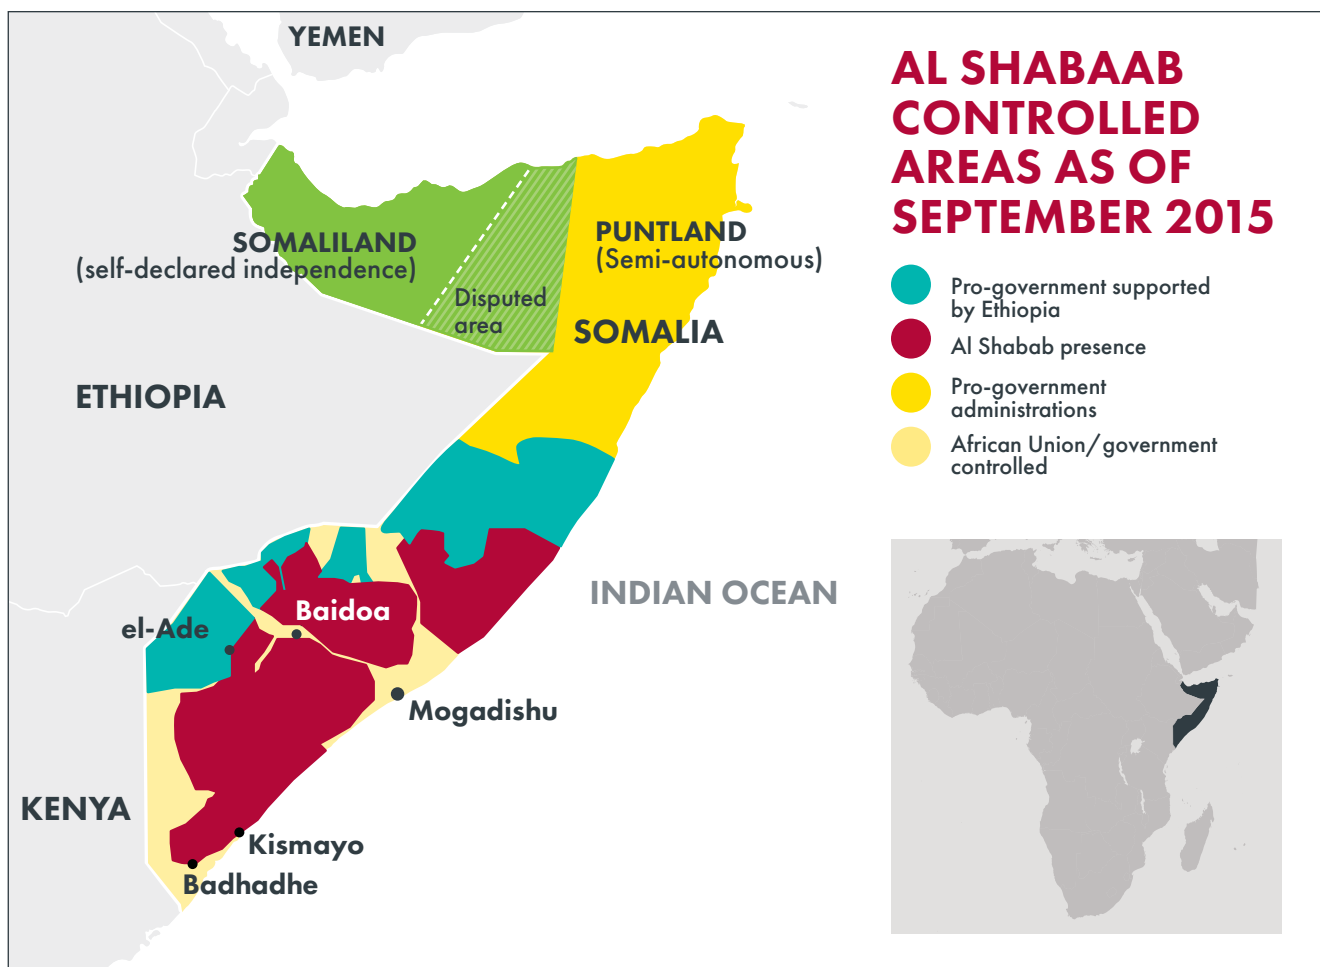 YEMEN
AL SHABAAB
CONTROLLED
AREAS AS OF
SEPTEMBER 2015
SOMALILAND
(self-declared independence)
PUNTLAND
(Semi-autonomous)
Disputed
area
SOMALIA
ETHIOPIA
Pro-government supported
by Ethiopia
Al Shabab presence
Pro-government
administrations
African Union/government
controlled
INDIAN OCEAN
Baidoa
el-Ade
Mogadishu
KENYA
Kismayo
Badhadhe